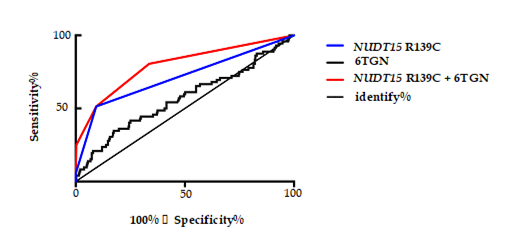 100
NUDT15 R139C
6TGN
NUDT15 R139C + 6TGN
identify%
Sensitivity%
50
0
50
100
100% ▯ Specificity%